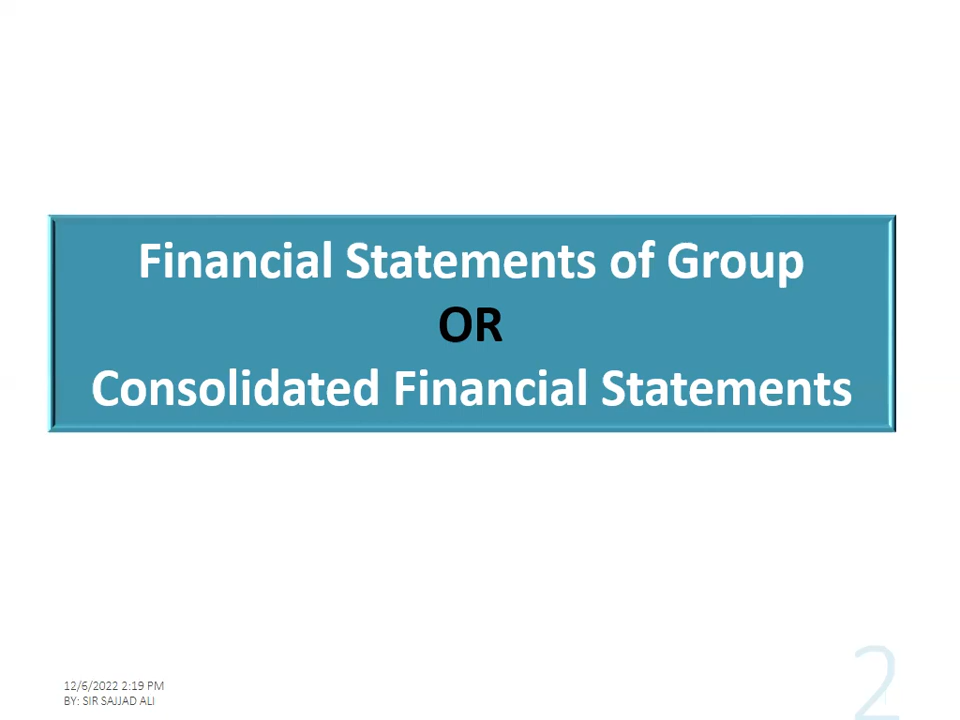 Financial Statements of Group
OR
Consolidated Financial Statements
12/6/2022 2:19 PM
BY: SIR SAJJAD ALI
2